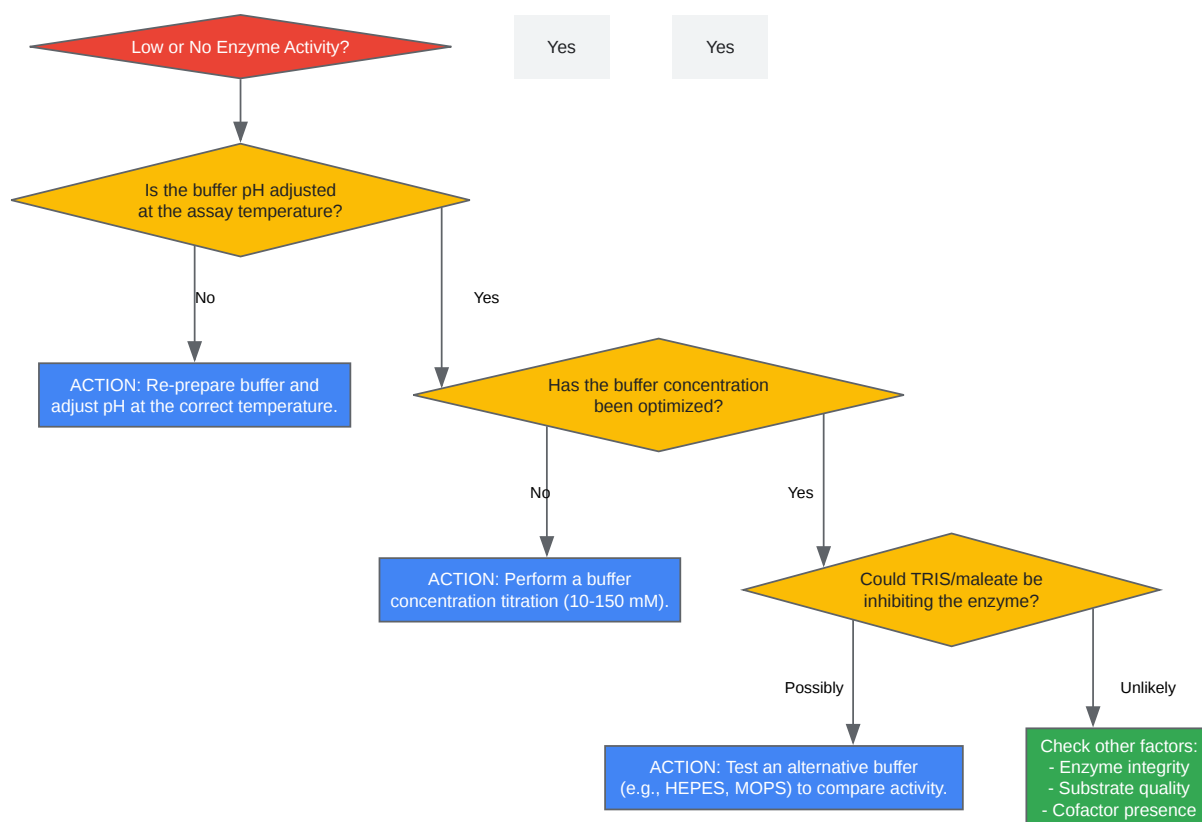 Low or No Enzyme Activity?
Yes
Yes
Is the buffer pH adjusted
at the assay temperature?
No
Yes
ACTION: Re-prepare buffer and
adjust pH at the correct temperature.
Has the buffer concentration
been optimized?
No
Yes
ACTION: Perform a buffer
concentration titration (10-150 mM).
Could TRIS/maleate be
inhibiting the enzyme?
Possibly
Unlikely
ACTION: Test an alternative buffer
(e.g., HEPES, MOPS) to compare activity.
Check other factors:
- Enzyme integrity
- Substrate quality
- Cofactor presence